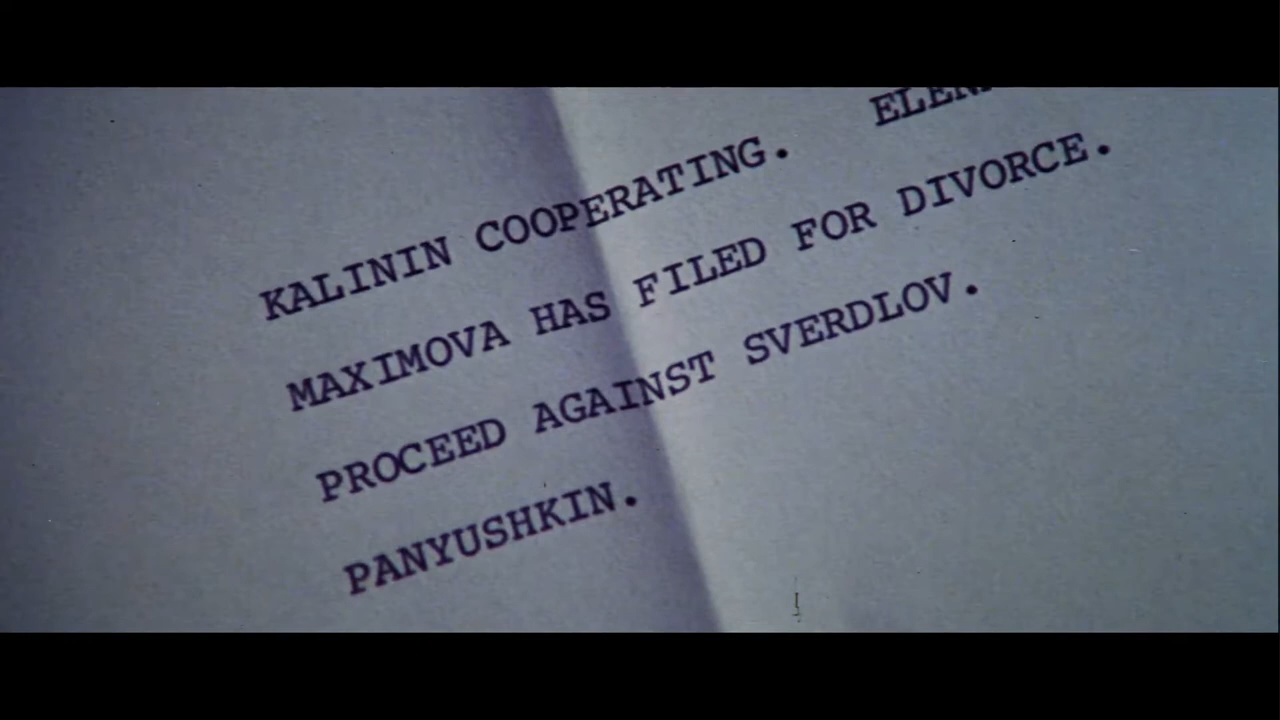 KALININ COOPERATING.
MAXIMOVA HAS FILED FOR DIVORCE.
PROCEED AGAINST SVERDLOV.
PANYUSHKIN.